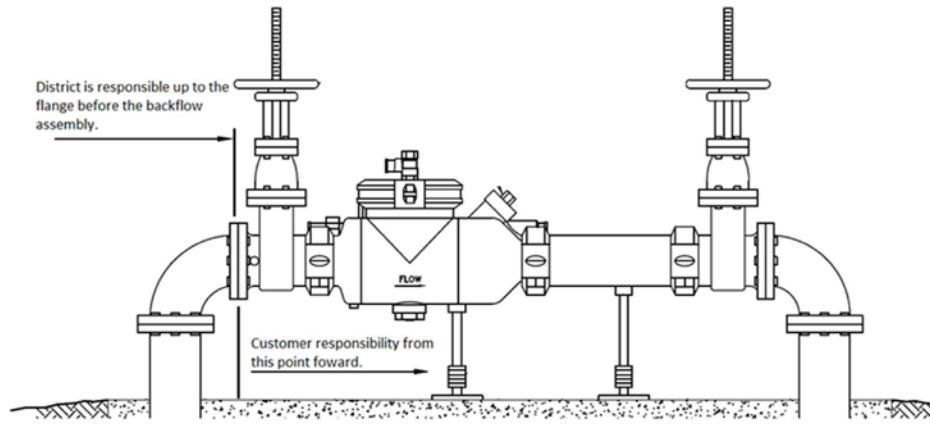 District is responsible up to the
flange before the backflow
assembly.
FLOW
Customer responsibility from
this point foward.